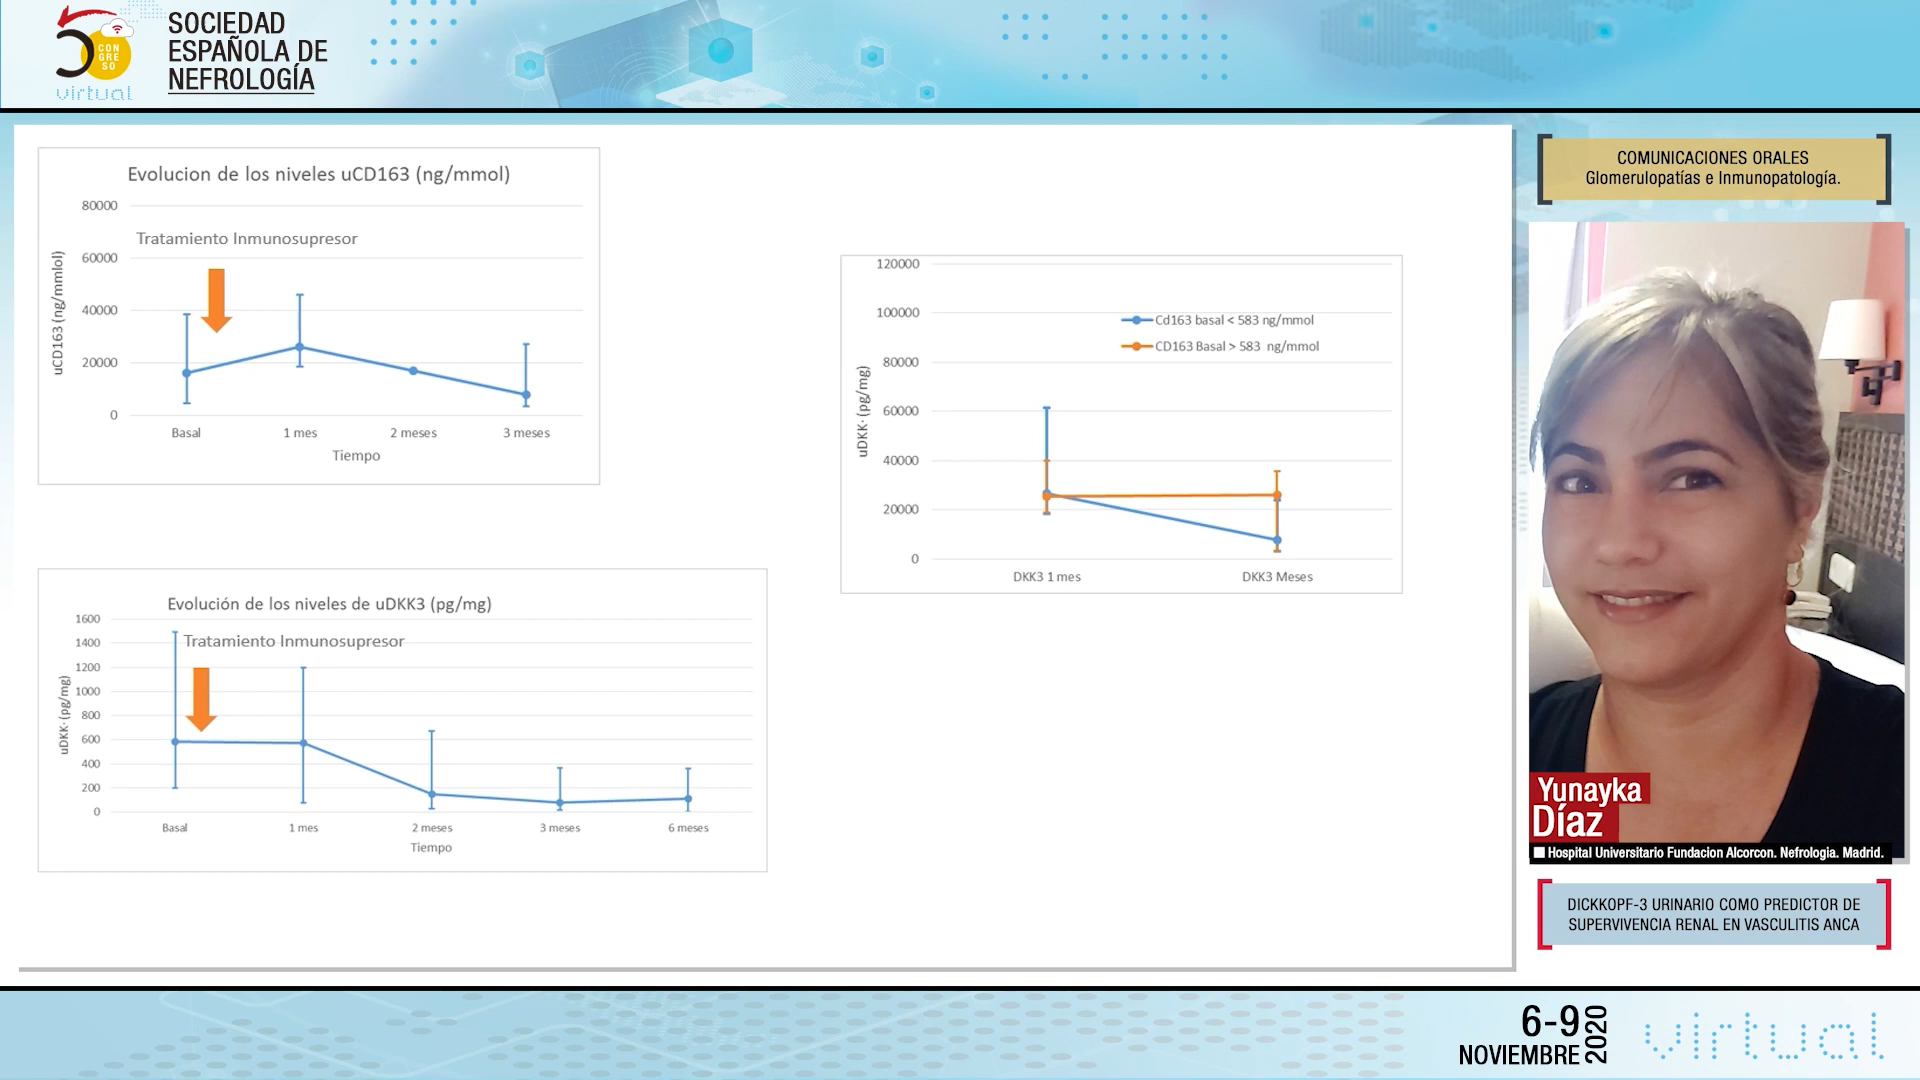 CON
GRE
SO
virtual
SOCIEDAD
ESPAÑOLA DE
NEFROLOGÍA
Evolucion de los niveles uCD163 (ng/mmol)
80000
60000
40000
20000
0
Tratamiento Inmunosupresor
uCD163 (ng/mmlol)
Basal
1 mes
2 meses
3 meses
Tiempo
Evolución de los niveles de uDKK3 (pg/mg)
1600
1400
1200
1000
800
600
400
200
0
Tratamiento Inmunosupresor
uDKK· (pg/mg)
Basal
1 mes
2 meses
3 meses
6 meses
Tiempo
120000
100000
80000
60000
40000
20000
0
Cd163 basal < 583 ng/mmol
CD163 Basal > 583 ng/mmol
uDKK· (pg/mg)
DKK3 1 mes
DKK3 Meses
COMUNICACIONES ORALES
Glomerulopatías e Inmunopatología.
Yunayka
Díaz
Hospital Universitario Fundacion Alcorcon. Nefrologia. Madrid.
DICKKOPF-3 URINARIO COMO PREDICTOR DE
SUPERVIVENCIA RENAL EN VASCULITIS ANCA
6-9
NOVIEMBRE
2020
virtual